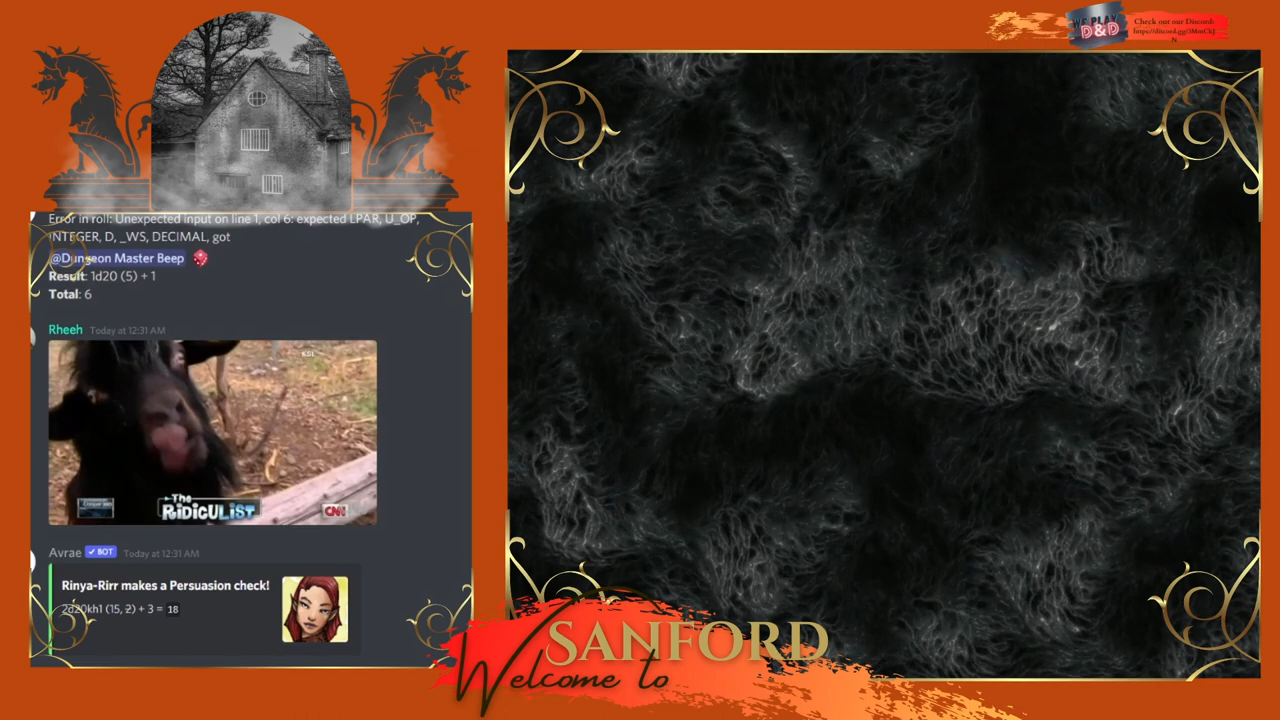 WE PLAY
D&D
Check out our Discord:
Error in roll: Unexpected input on line 1, col 6: expected LPAR, U_OP,
INTEGER, D, _WS, DECIMAL, got
@Dungeon Master Beep
Result: 1d20 (5) + 1
Total: 6
Rheeh Today at 12:31 AM
KSL
The
RIDICULIST
CNN
Avrae ✓ BOT Today at 12:31 AM
Rinya-Rirr makes a Persuasion check!
2d20kh1 (15, 2) + 3 = 18
SANFORD
Welcome to